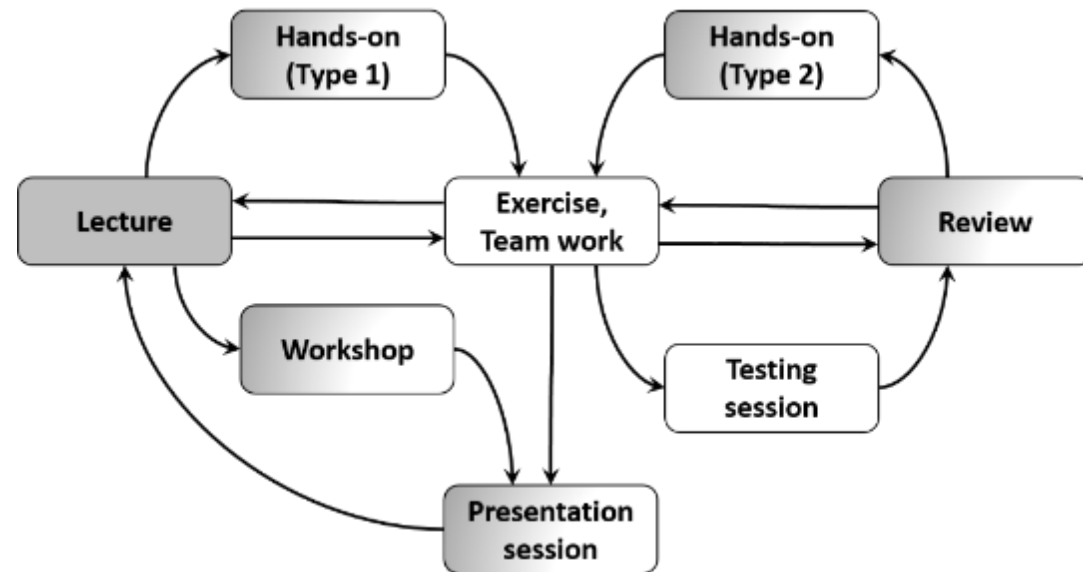 Hands-on
(Type 1)
Hands-on
(Type 2)
Lecture
Exercise,
Team work
Review
Workshop
Testing
session
Presentation
session